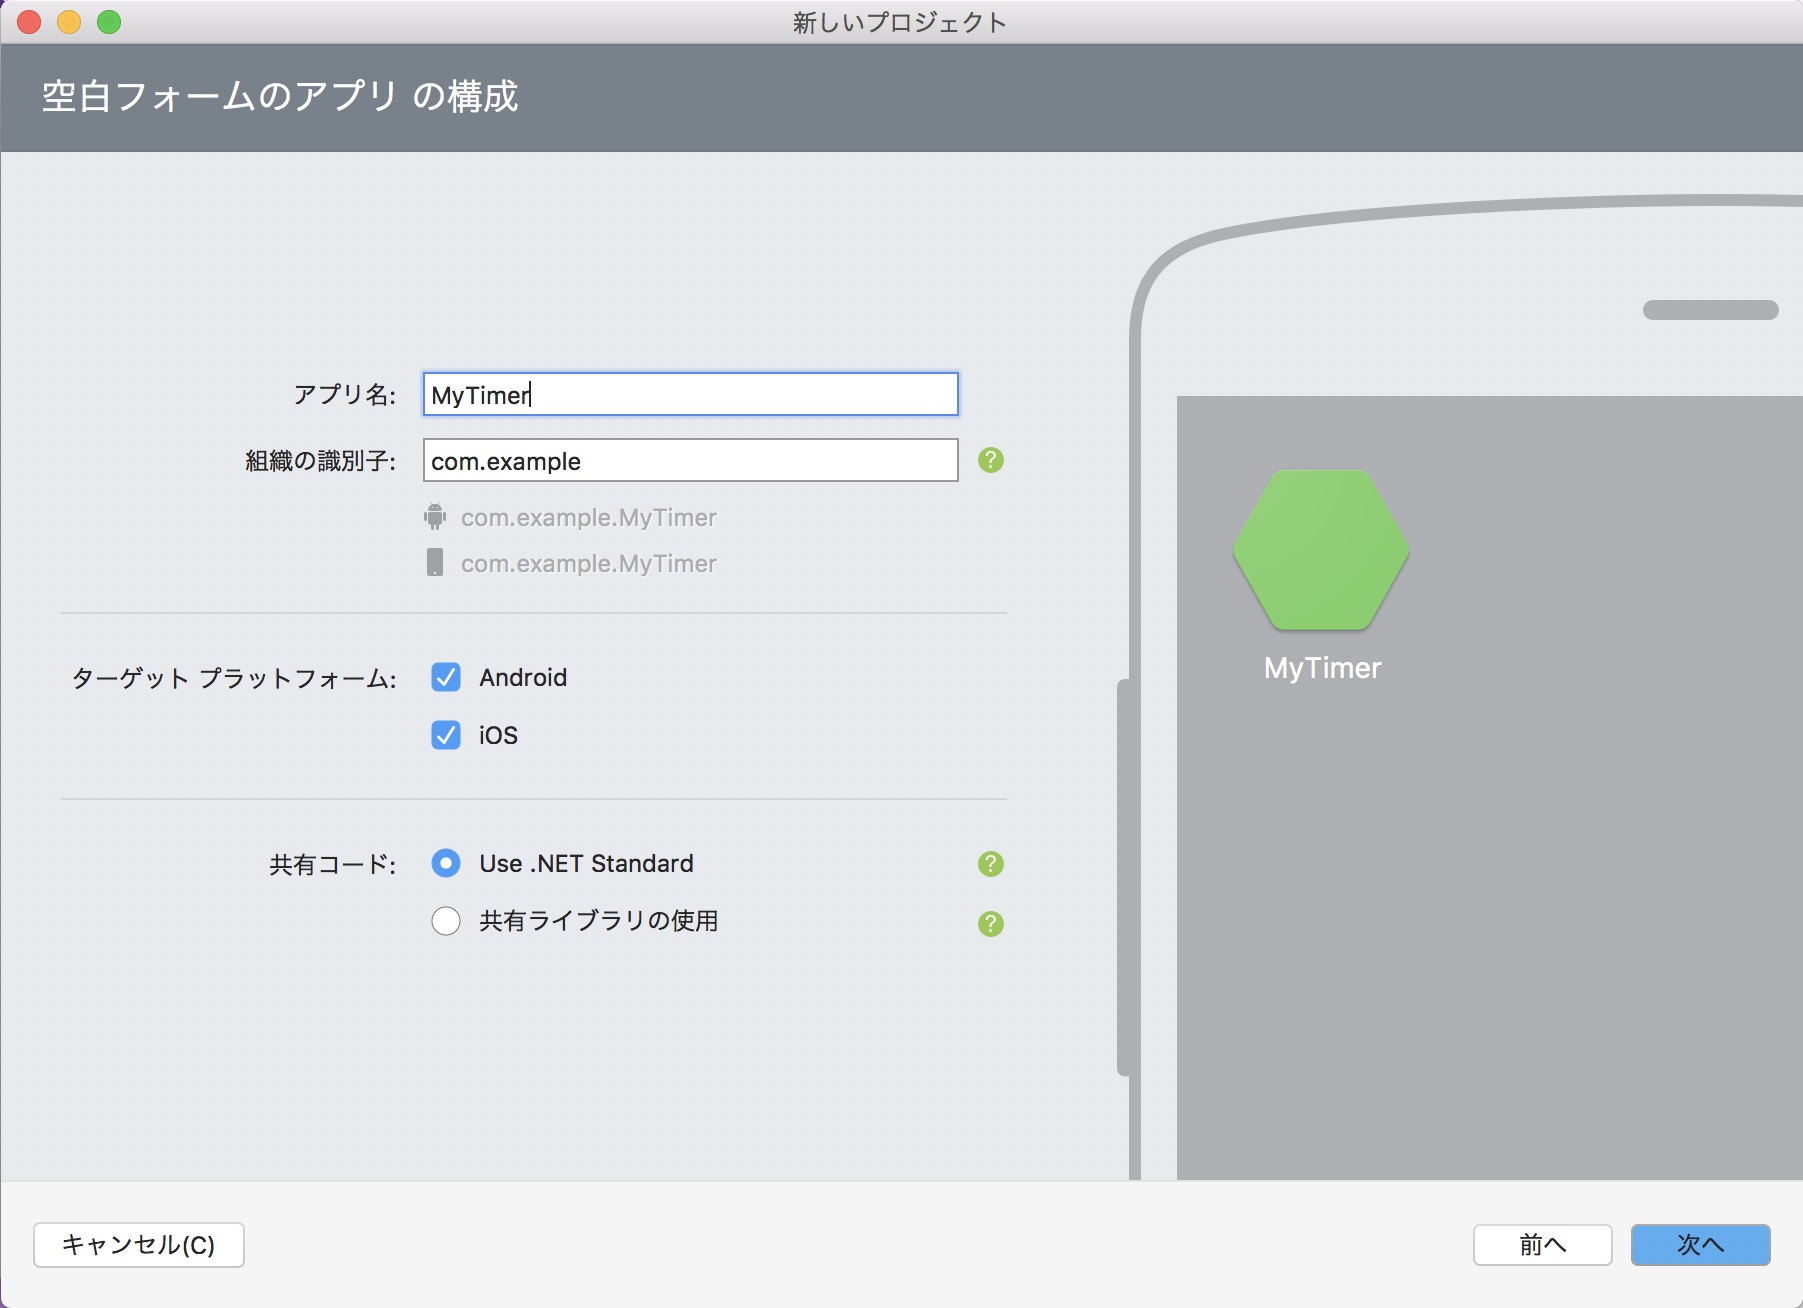 新しいプロジェクト
空白フォームのアプリ の構成
アプリ名: MyTimer
組織の識別子: com.example ?
com.example.MyTimer
com.example.MyTimer
ターゲット プラットフォーム: Android
iOS
共有コード: Use .NET Standard ?
共有ライブラリの使用 ?
MyTimer
キャンセル(C) 前へ 次へ